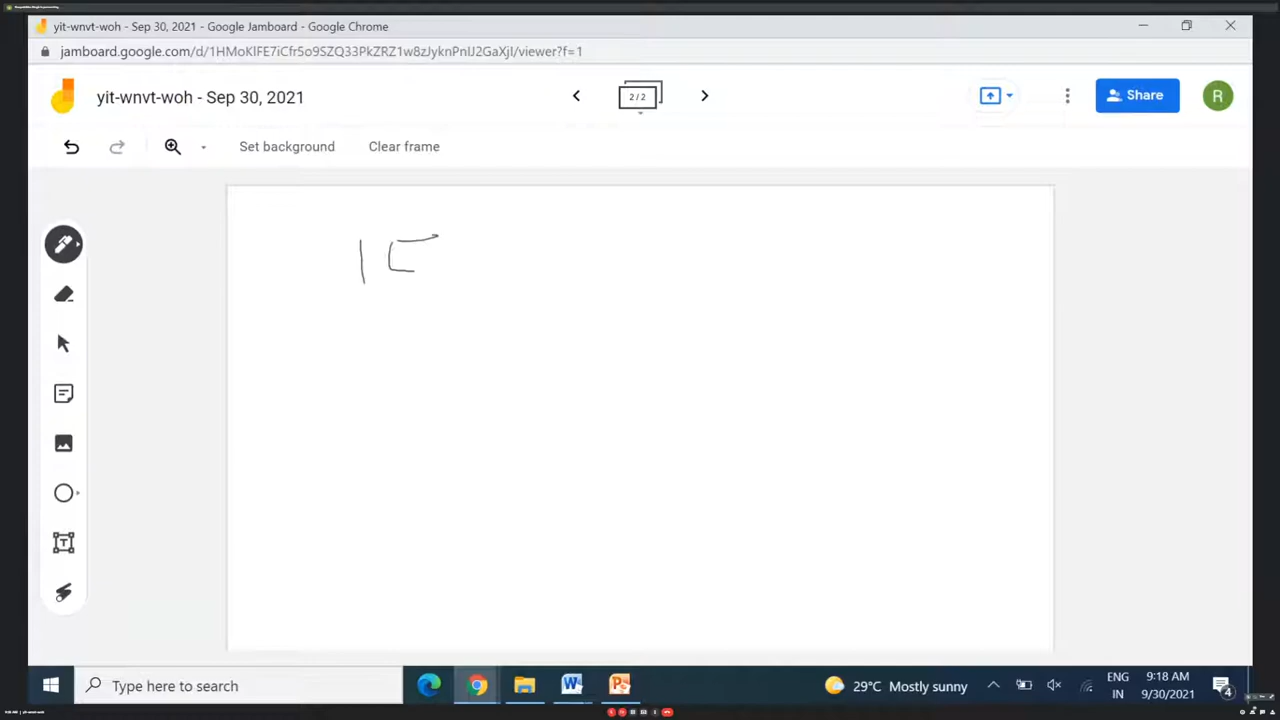 yit-wnvt-woh - Sep 30, 2021 - Google Jamboard - Google Chrome
jamboard.google.com/d/1HMoKlFE7iCfr5o9SZQ33PkZRZ1w8zJyknPnIJ2GaXjI/viewer?f=1
yit-wnvt-woh - Sep 30, 2021
2 / 2
Share
R
Set background
Clear frame
Type here to search
29°C Mostly sunny
ENG
IN
9:18 AM
9/30/2021
4